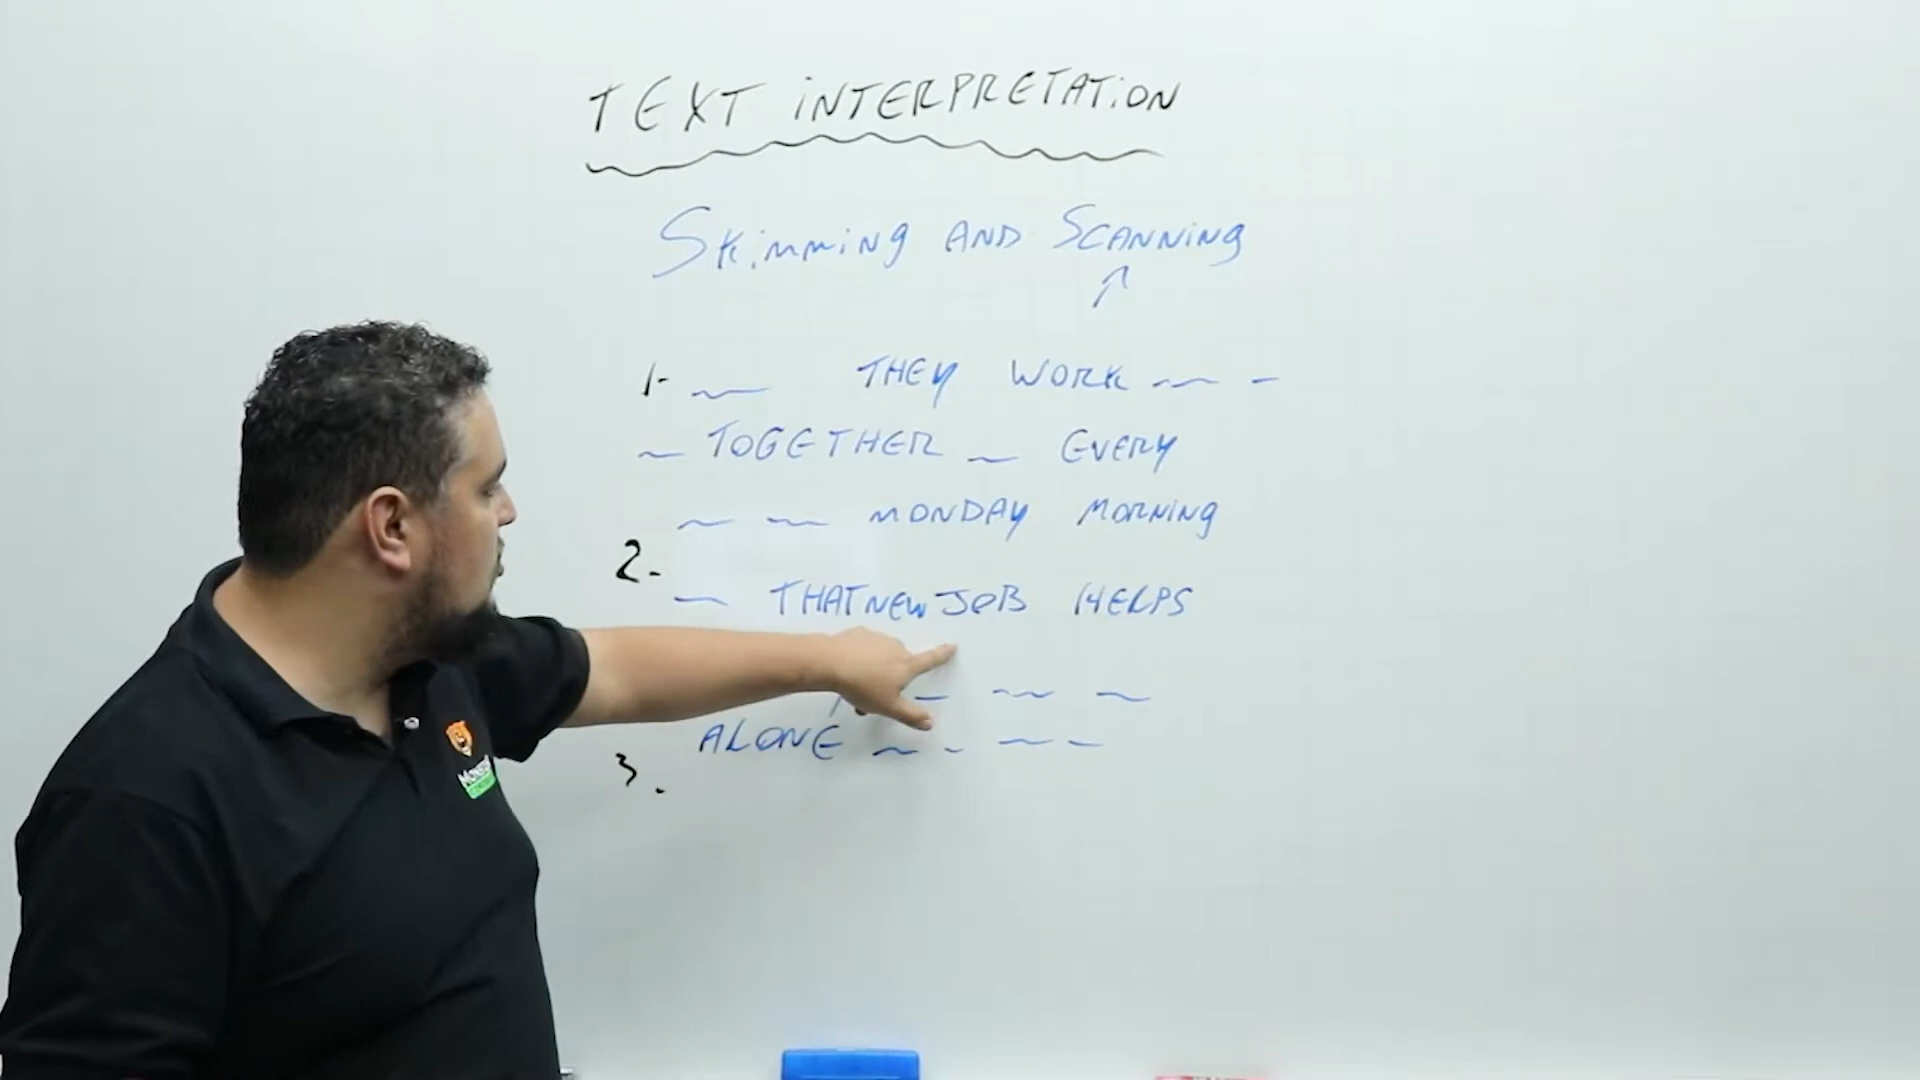 TEXT INTERPRETATION
Skimming AND SCANNING
1- THEY WORK
TOGETHER EVERY
MONDAY MORNING
2.
THAT NEW JOB HELPS
ALONE
3.